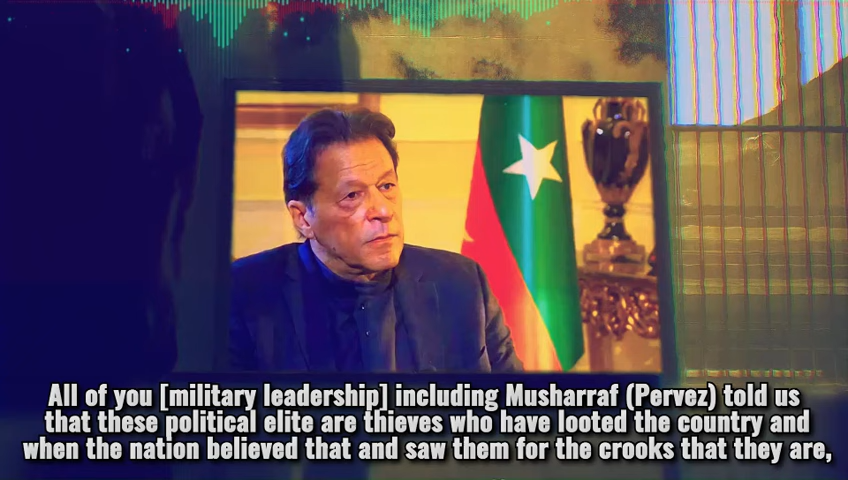 All of you [military leadership] including Musharraf (Pervez) told us
that these political elite are thieves who have looted the country and
when the nation believed that and saw them for the crooks that they are,